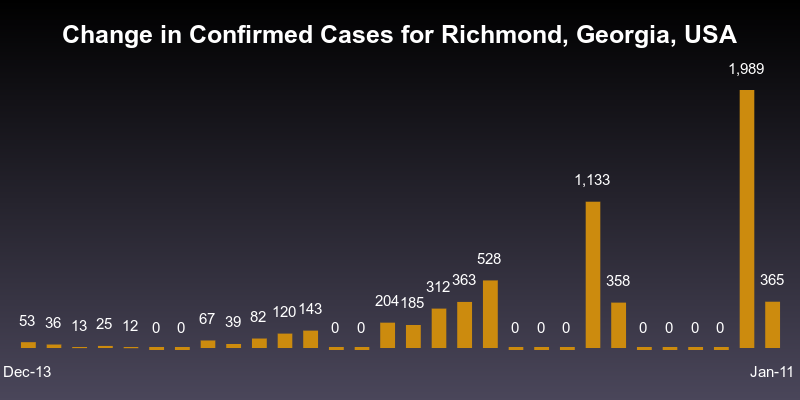 Change in Confirmed Cases for Richmond, Georgia, USA
53 36 13 25 12 0 0 67 39 82 120 143 0 0 204 185 312 363 528 0 0 0 1,133 358 0 0 0 0 1,989 365
Dec-13 Jan-11